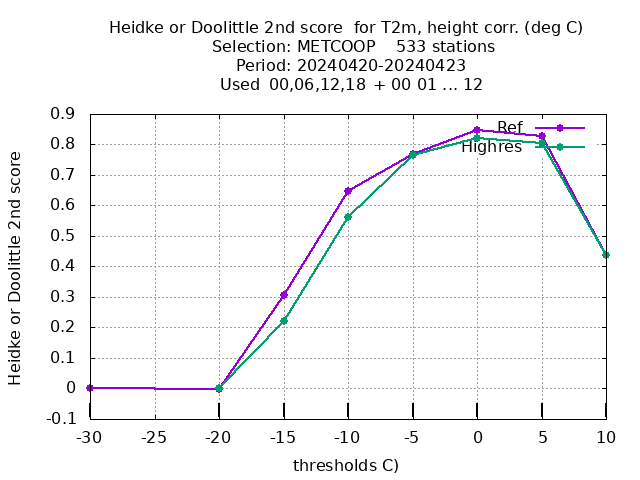 Heidke or Doolittle 2nd score  for T2m, height corr. (deg C)
Selection: METCOOP    533 stations
Period: 20240420-20240423
Used  00,06,12,18  + 00 01 ... 12
0.9
0.8
0.7
0.6
0.5
0.4
0.3
0.2
0.1
0
-0.1
Heidke or Doolittle 2nd score
Ref
Highres
-30 -25 -20 -15 -10 -5 0 5 10
thresholds C)